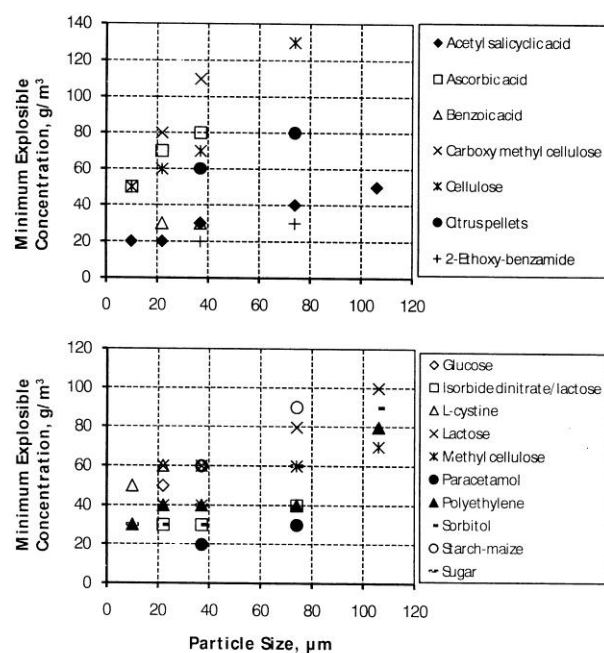 Minimum Explosible
Concentration, g/m³
140
120
100
80
60
40
20
0
0 20 40 60 80 100 120
Acetyl salicyclic acid
Ascorbic acid
Benzoic acid
Carboxy methyl cellulose
Cellulose
Citrus pellets
2-Ethoxy-benzamide
Minimum Explosible
Concentration, g/m³
120
100
80
60
40
20
0
0 20 40 60 80 100 120
Particle Size, µm
Glucose
Isorbide dinitrate/lactose
L-cystine
Lactose
Methyl cellulose
Paracetamol
Polyethylene
Sorbitol
Starch-maize
Sugar